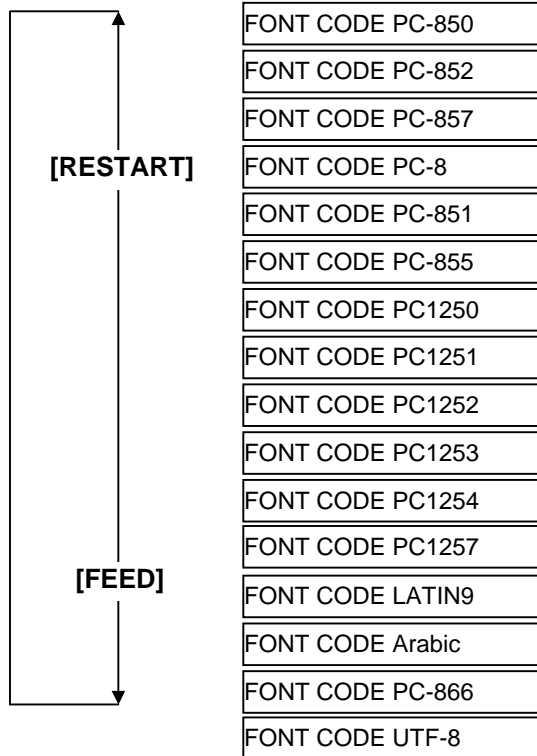 FONT CODE PC-850
FONT CODE PC-852
FONT CODE PC-857
[RESTART]
FONT CODE PC-8
FONT CODE PC-851
FONT CODE PC-855
FONT CODE PC1250
FONT CODE PC1251
FONT CODE PC1252
FONT CODE PC1253
FONT CODE PC1254
FONT CODE PC1257
[FEED]
FONT CODE LATIN9
FONT CODE Arabic
FONT CODE PC-866
FONT CODE UTF-8